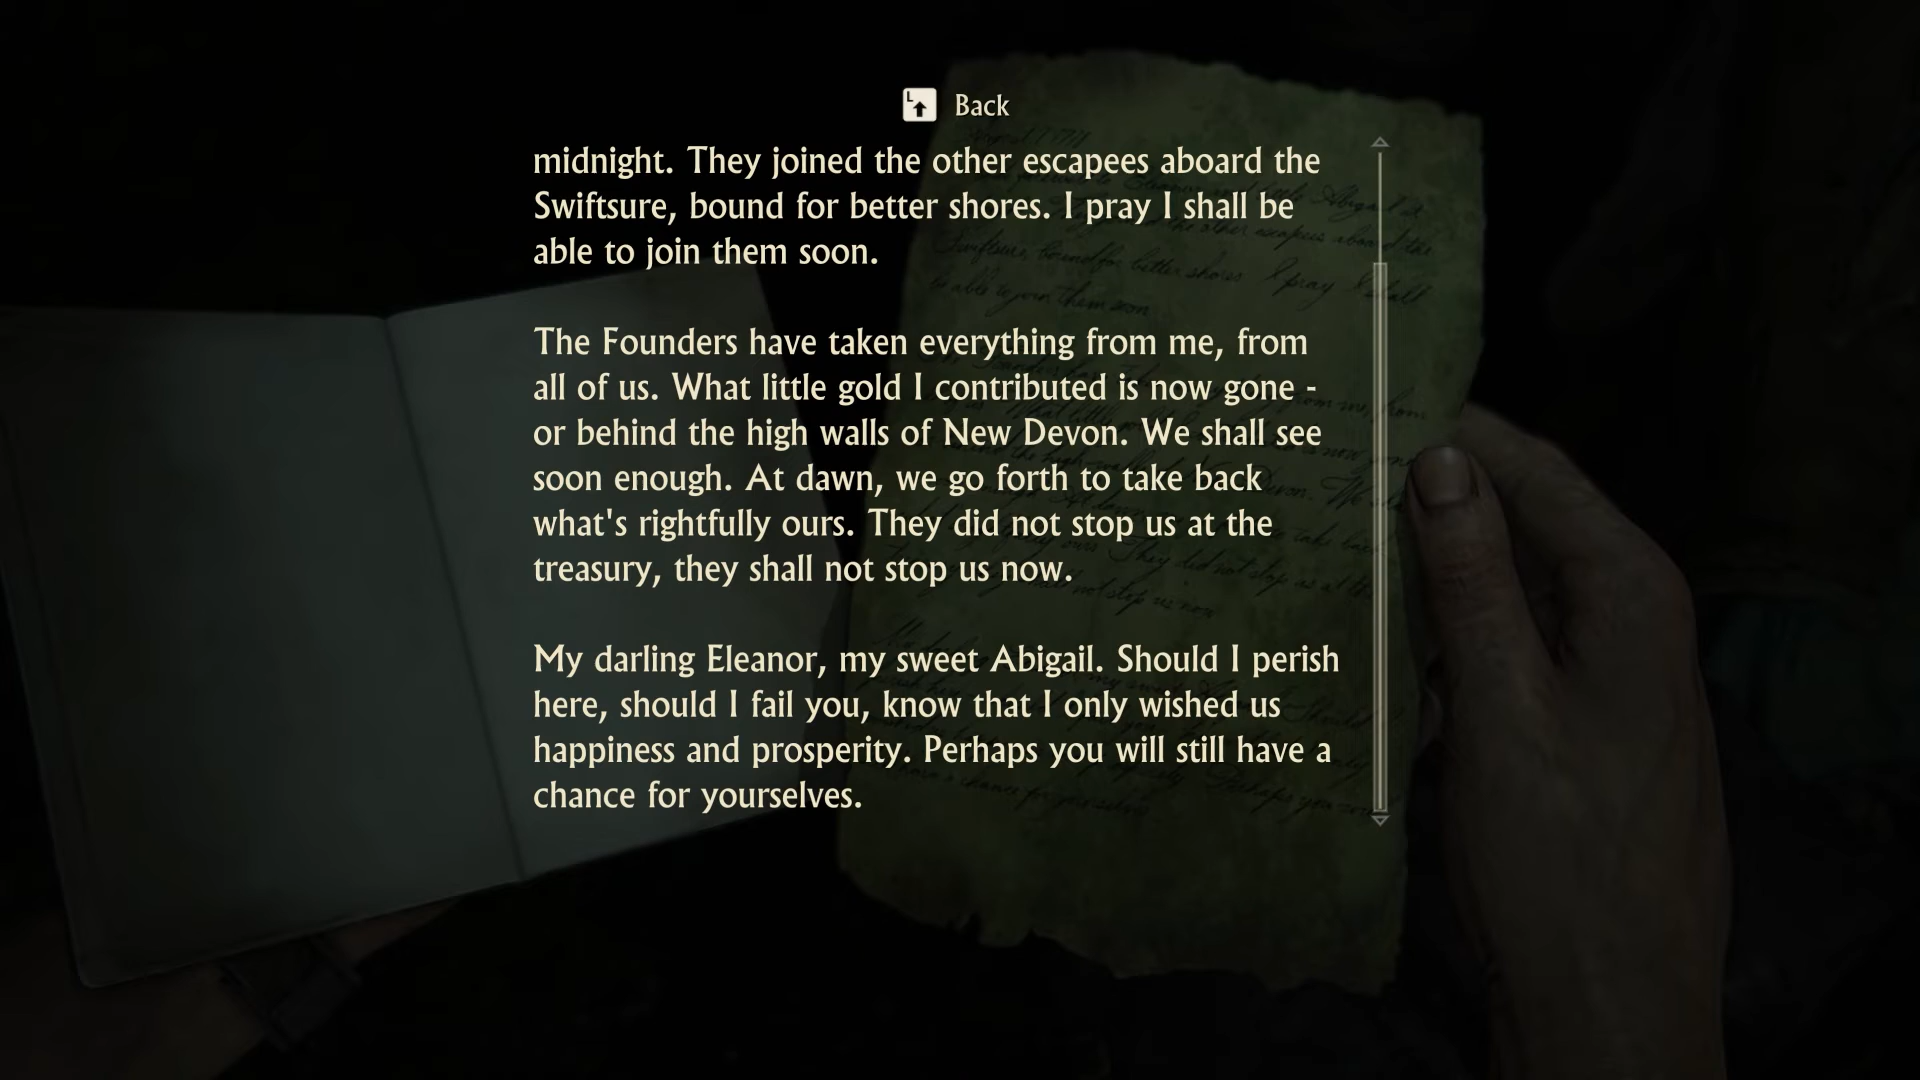 Back
midnight. They joined the other escapees aboard the
Swiftsure, bound for better shores. I pray I shall be
able to join them soon.
The Founders have taken everything from me, from
all of us. What little gold I contributed is now gone -
or behind the high walls of New Devon. We shall see
soon enough. At dawn, we go forth to take back
what's rightfully ours. They did not stop us at the
treasury, they shall not stop us now.
My darling Eleanor, my sweet Abigail. Should I perish
here, should I fail you, know that I only wished us
happiness and prosperity. Perhaps you will still have a
chance for yourselves.